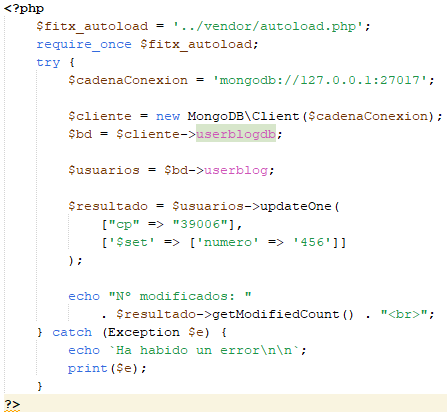 <?php
$fitx_autoload = '../vendor/autoload.php';
require_once $fitx_autoload;
try {
$cadenaConexion = 'mongodb://127.0.0.1:27017';
$cliente = new MongoDB\Client($cadenaConexion);
$bd = $cliente->userblogdb;
$usuarios = $bd->userblog;
$resultado = $usuarios->updateOne(
["cp" => "39006"],
['$set' => ['numero' => '456']]
);
echo "Nº modificados: "
. $resultado->getModifiedCount() . "<br>";
} catch (Exception $e) {
echo `Ha habido un error\n\n`;
print($e);
}
?>